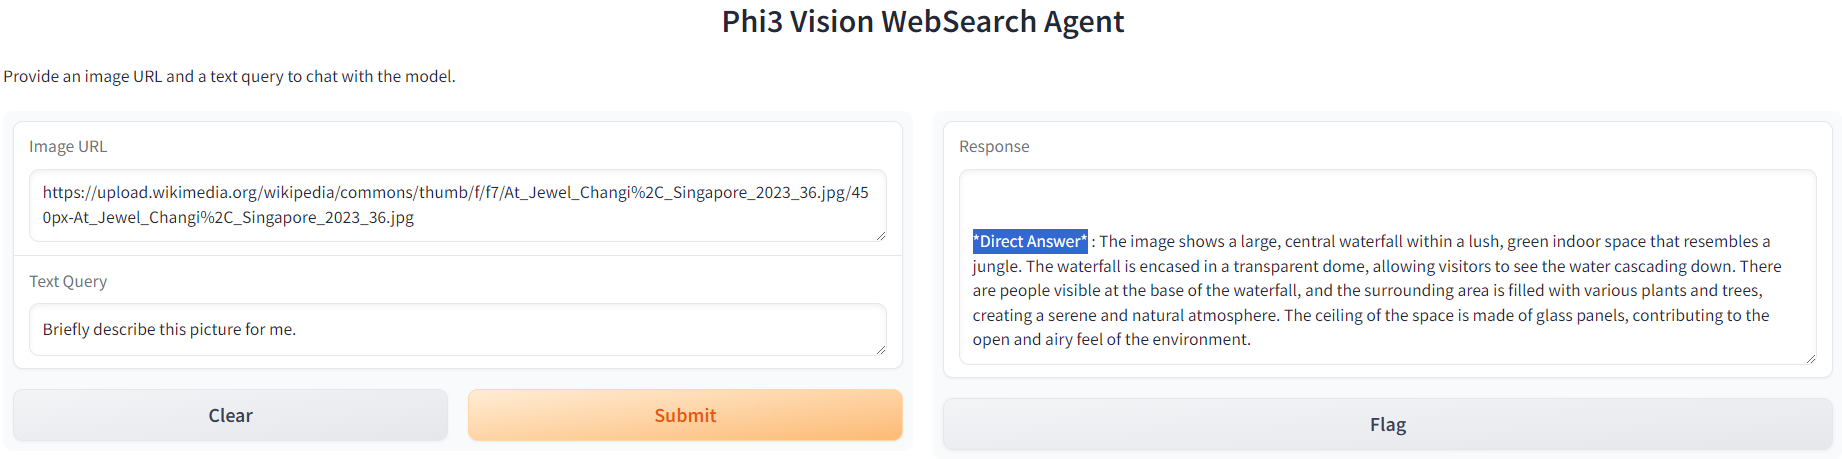 Phi3 Vision WebSearch Agent
Provide an image URL and a text query to chat with the model.
Image URL
https://upload.wikimedia.org/wikipedia/commons/thumb/f/f7/At_Jewel_Changi%2C_Singapore_2023_36.jpg/45
0px-At_Jewel_Changi%2C_Singapore_2023_36.jpg
Text Query
Briefly describe this picture for me.
Clear
Submit
Response
*Direct Answer* : The image shows a large, central waterfall within a lush, green indoor space that resembles a
jungle. The waterfall is encased in a transparent dome, allowing visitors to see the water cascading down. There
are people visible at the base of the waterfall, and the surrounding area is filled with various plants and trees,
creating a serene and natural atmosphere. The ceiling of the space is made of glass panels, contributing to the
open and airy feel of the environment.
Flag